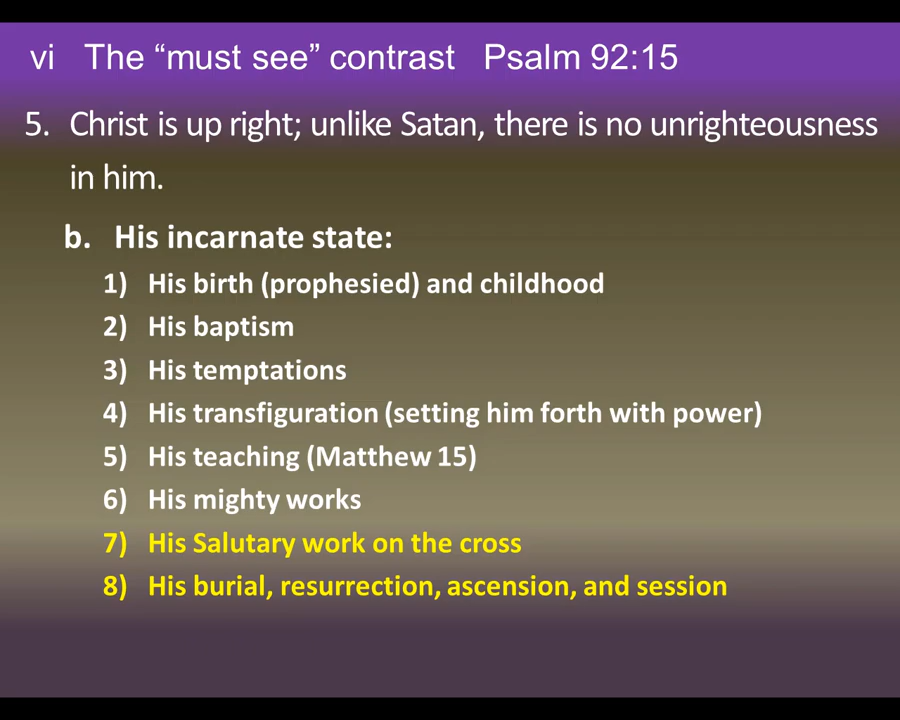 vi The “must see” contrast Psalm 92:15
5. Christ is up right; unlike Satan, there is no unrighteousness
in him.
b. His incarnate state:
1) His birth (prophesied) and childhood
2) His baptism
3) His temptations
4) His transfiguration (setting him forth with power)
5) His teaching (Matthew 15)
6) His mighty works
7) His Salutary work on the cross
8) His burial, resurrection, ascension, and session